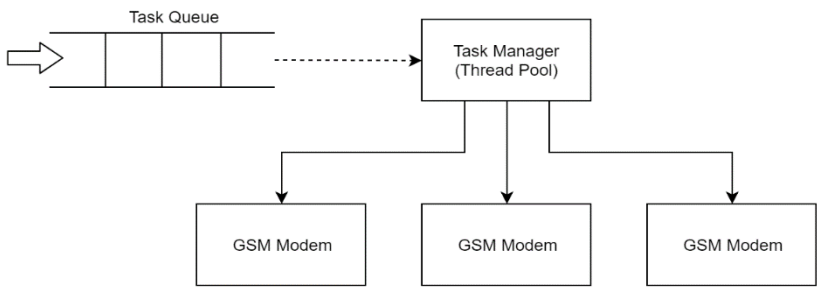 Task Queue
Task Manager
(Thread Pool)
GSM Modem
GSM Modem
GSM Modem